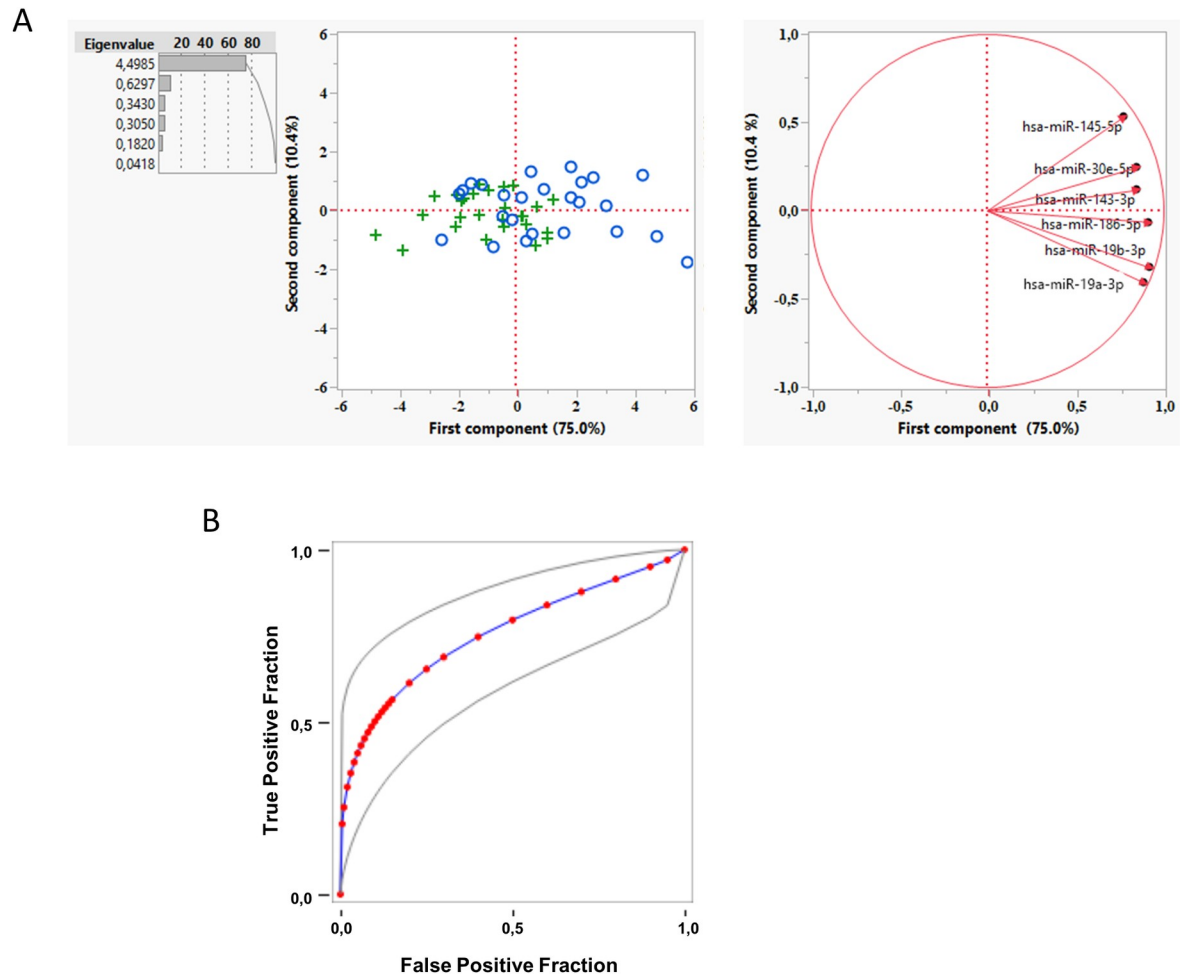 A
Eigenvalue 20 40 60 80
4,4985
0,6297
0,3430
0,3050
0,1820
0,0418
Second component (10.4%)
6
4
2
0
-2
-4
-6
-6 -4 -2 0 2 4 6
First component (75.0%)
Second component (10.4 %)
1,0
0,5
0,0
-0,5
-1,0
hsa-miR-145-5p
hsa-miR-30e-5p
hsa-miR-143-3p
hsa-miR-186-5p
hsa-miR-19b-3p
hsa-miR-19a-3p
-1,0 -0,5 0,0 0,5 1,0
First component (75.0%)
B
True Positive Fraction
1,0
0,5
0,0
0,0 0,5 1,0
False Positive Fraction